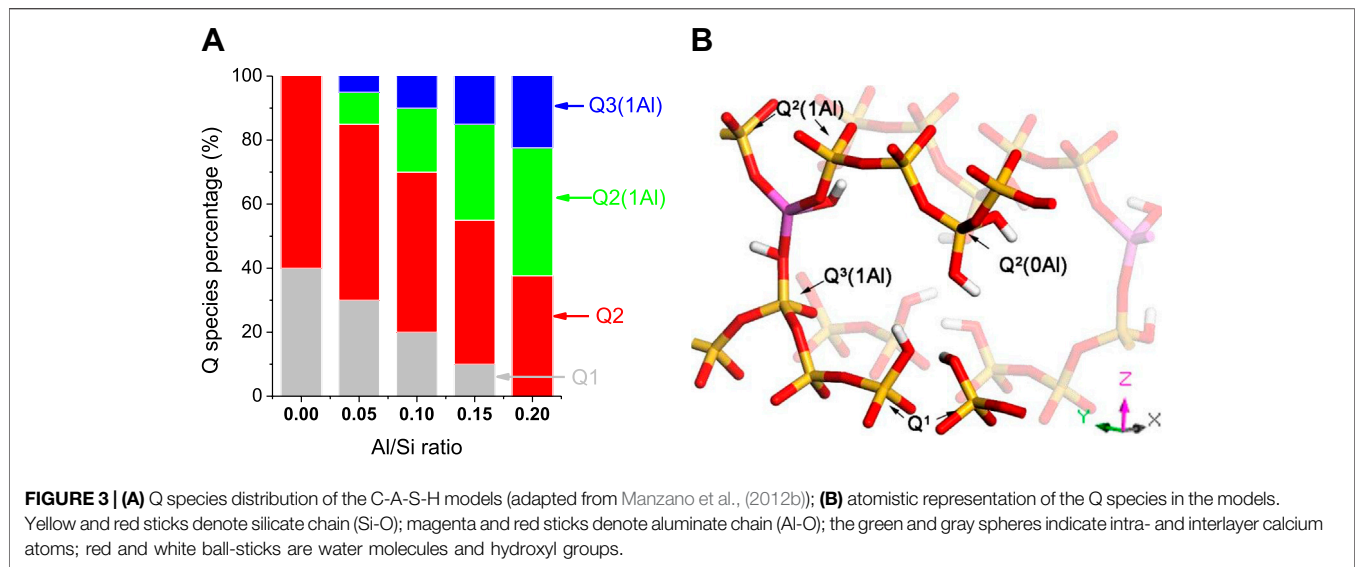 A
Q species percentage (%)
100
80
60
40
20
0
0.00 0.05 0.10 0.15 0.20
Al/Si ratio
Q3(1Al)
Q2(1Al)
Q2
Q1
B
Q²(1Al)
Q³(1Al)
Q²(0Al)
Q¹
Z
Y
X
FIGURE 3 | (A) Q species distribution of the C-A-S-H models (adapted from Manzano et al., (2012b)); (B) atomistic representation of the Q species in the models.
Yellow and red sticks denote silicate chain (Si-O); magenta and red sticks denote aluminate chain (Al-O); the green and gray spheres indicate intra- and interlayer calcium
atoms; red and white ball-sticks are water molecules and hydroxyl groups.